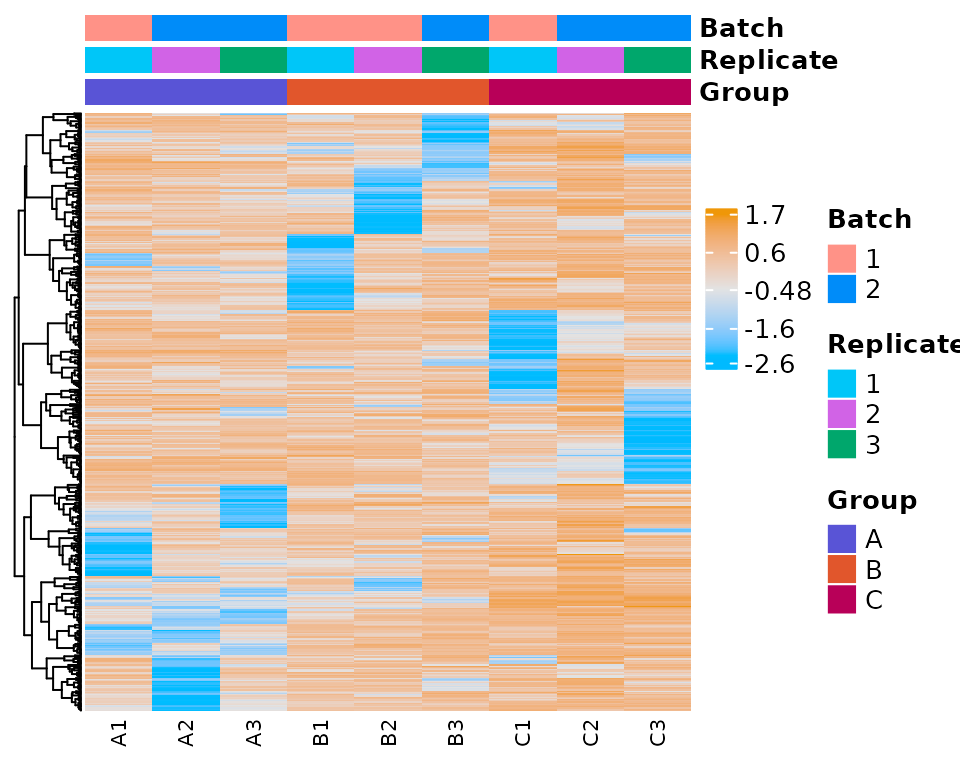 Batch
Replicate
Group
1.7
0.6
-0.48
-1.6
-2.6
Batch
1
2
Replicate
1
2
3
Group
A
B
C
A1
A2
A3
B1
B2
B3
C1
C2
C3